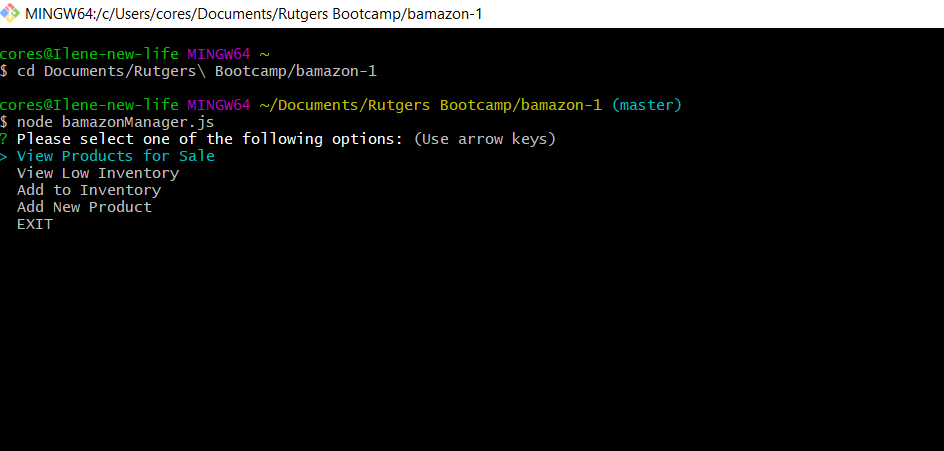 MINGW64:/c/Users/cores/Documents/Rutgers Bootcamp/bamazon-1
cores@Ilene-new-life MINGW64 ~
$ cd Documents/Rutgers\ Bootcamp/bamazon-1
cores@Ilene-new-life MINGW64 ~/Documents/Rutgers Bootcamp/bamazon-1 (master)
$ node bamazonManager.js
? Please select one of the following options: (Use arrow keys)
> View Products for Sale
View Low Inventory
Add to Inventory
Add New Product
EXIT